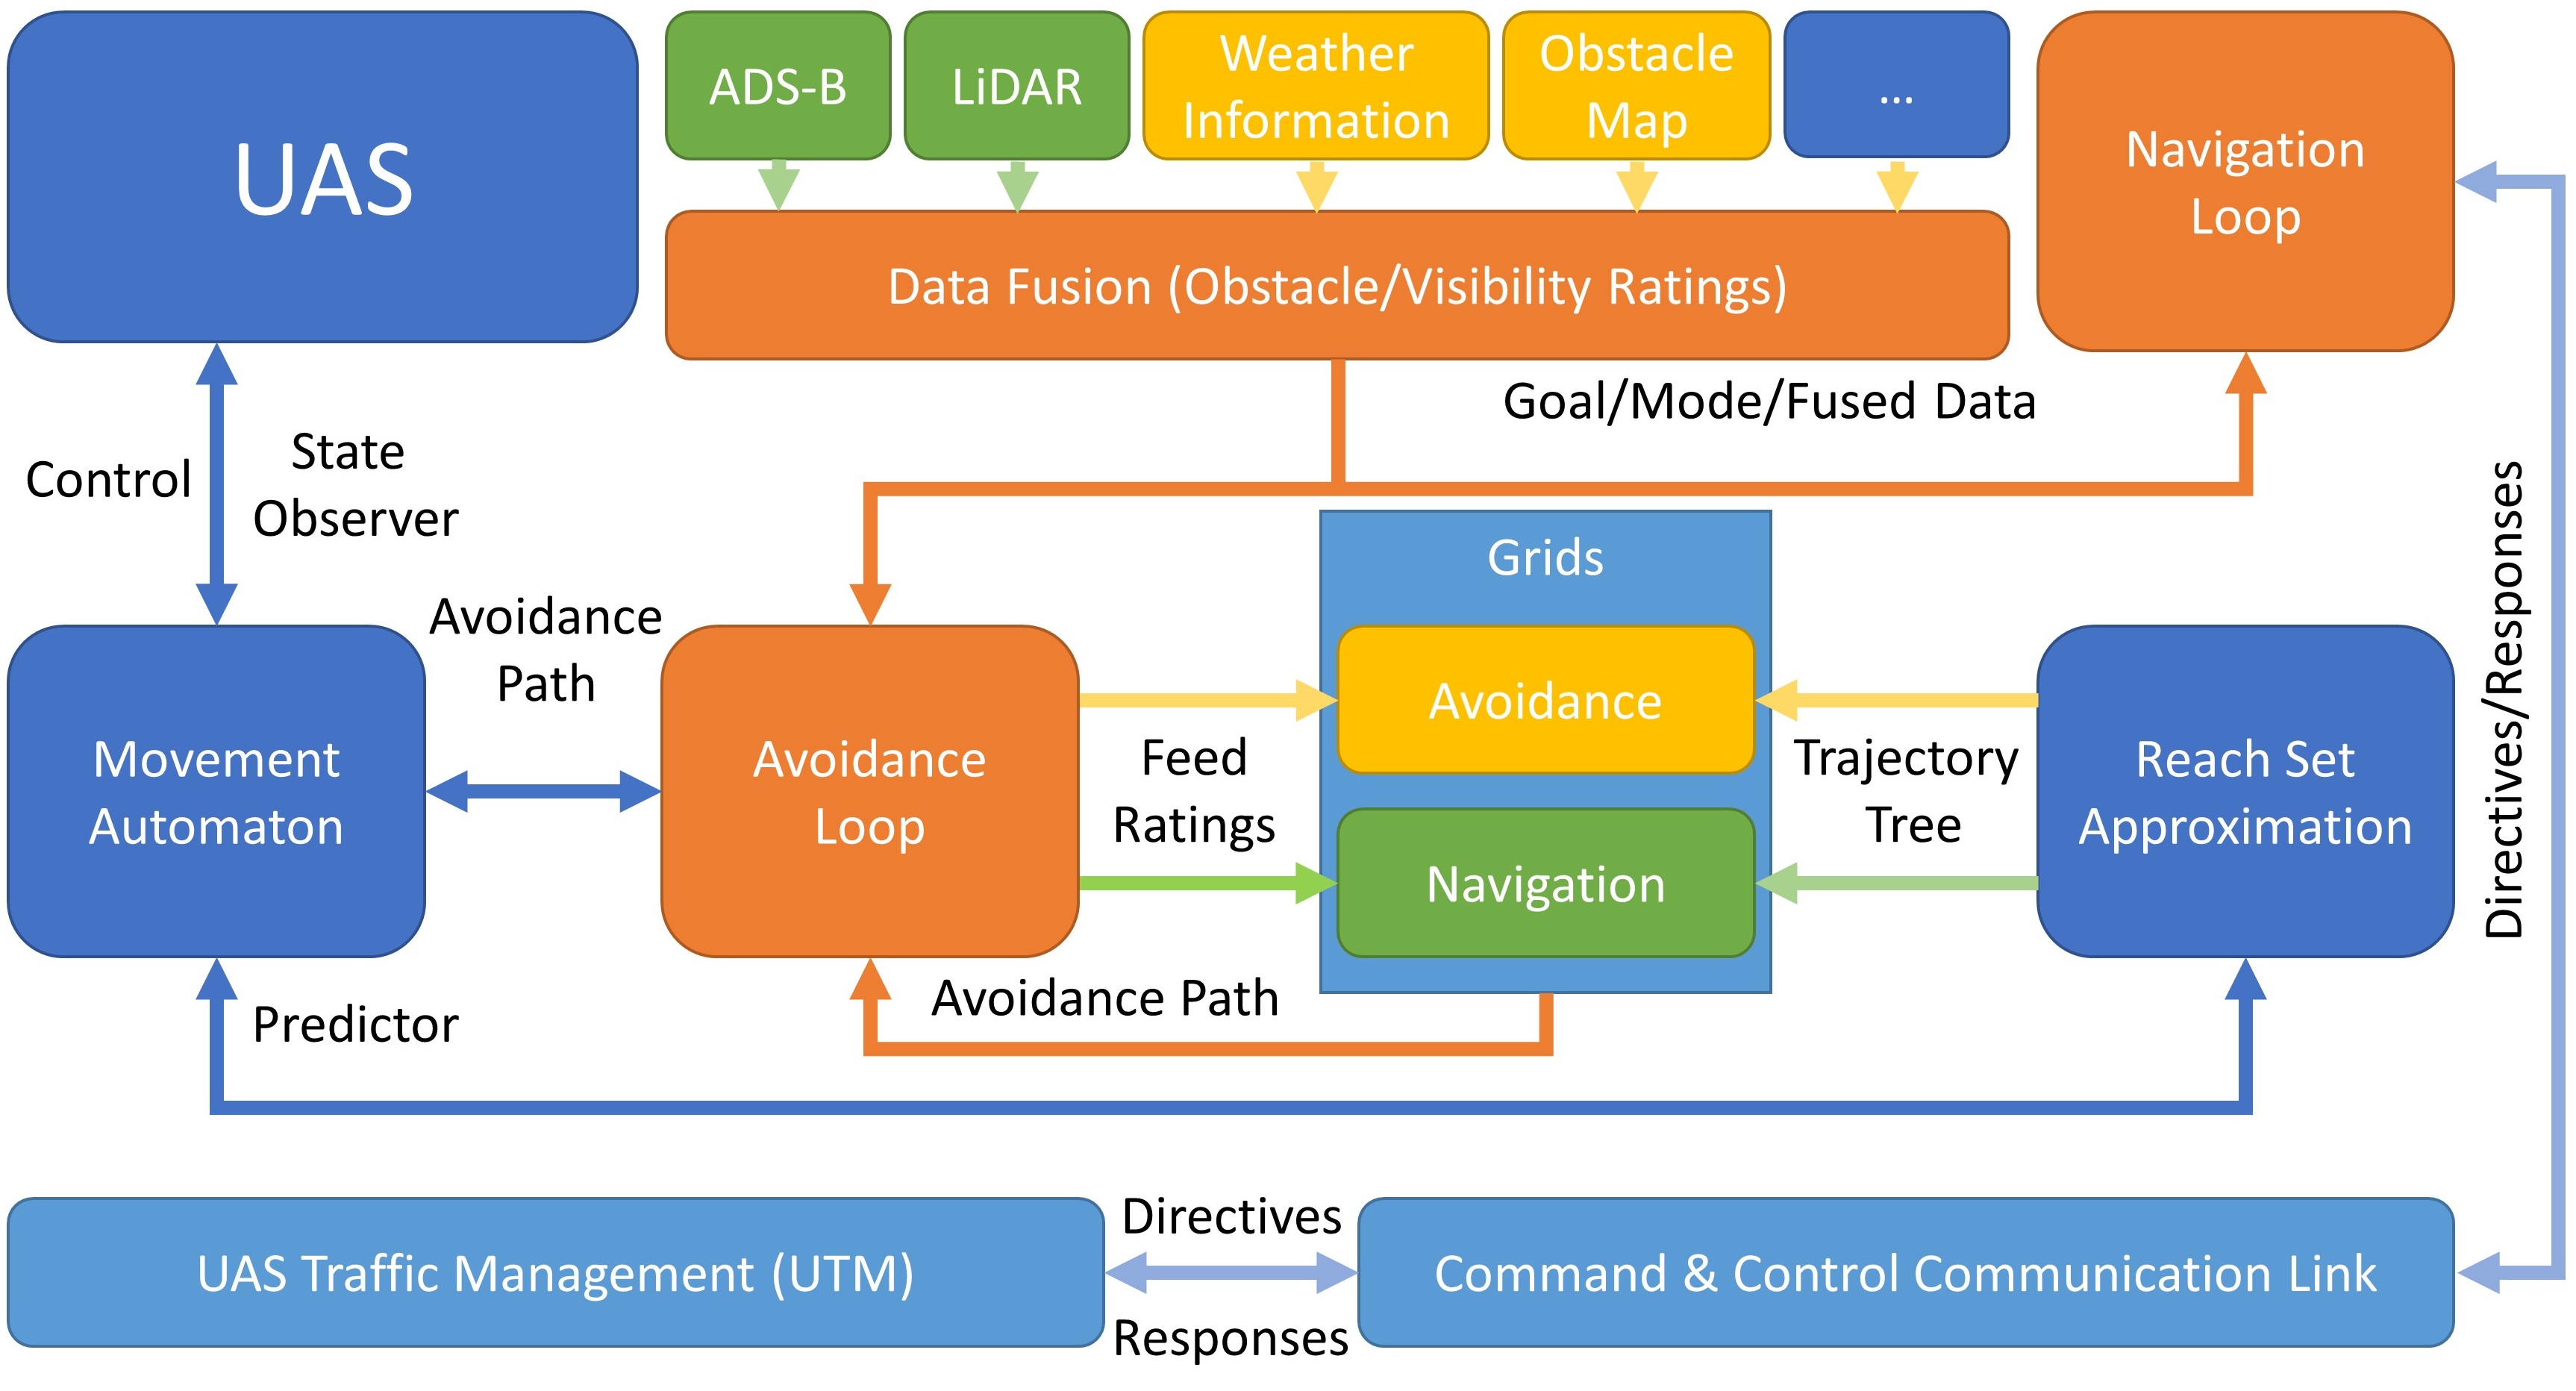 UAS
ADS-B
LiDAR
Weather
Information
Obstacle
Map
...
Navigation
Loop
Data Fusion (Obstacle/Visibility Ratings)
Goal/Mode/Fused Data
Control
State
Observer
Directives/Responses
Grids
Avoidance
Path
Movement
Automaton
Avoidance
Loop
Feed
Ratings
Avoidance
Navigation
Trajectory
Tree
Reach Set
Approximation
Predictor
Avoidance Path
UAS Traffic Management (UTM)
Directives
Responses
Command & Control Communication Link